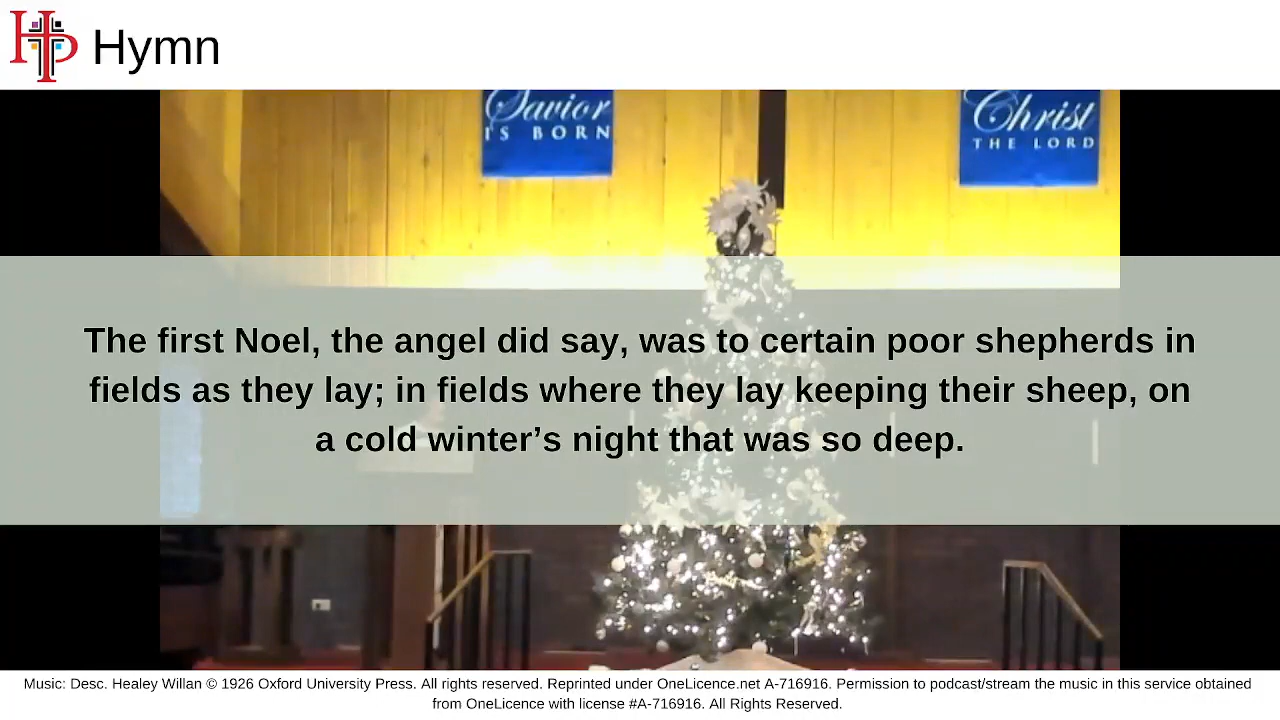 HP Hymn
Savior
IS BORN
Christ
THE LORD
The first Noel, the angel did say, was to certain poor shepherds in
fields as they lay; in fields where they lay keeping their sheep, on
a cold winter’s night that was so deep.
Music: Desc. Healey Willan © 1926 Oxford University Press. All rights reserved. Reprinted under OneLicence.net A-716916. Permission to podcast/stream the music in this service obtained
from OneLicence with license #A-716916. All Rights Reserved.